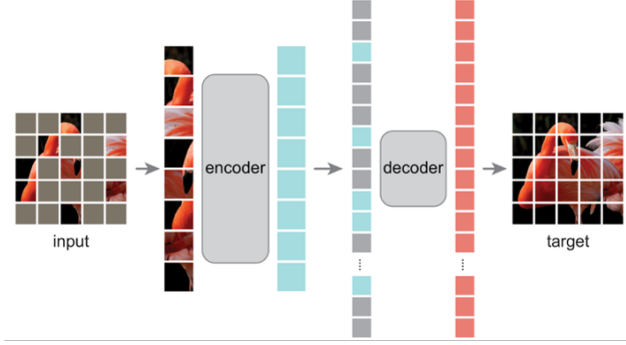 input
encoder
decoder
target